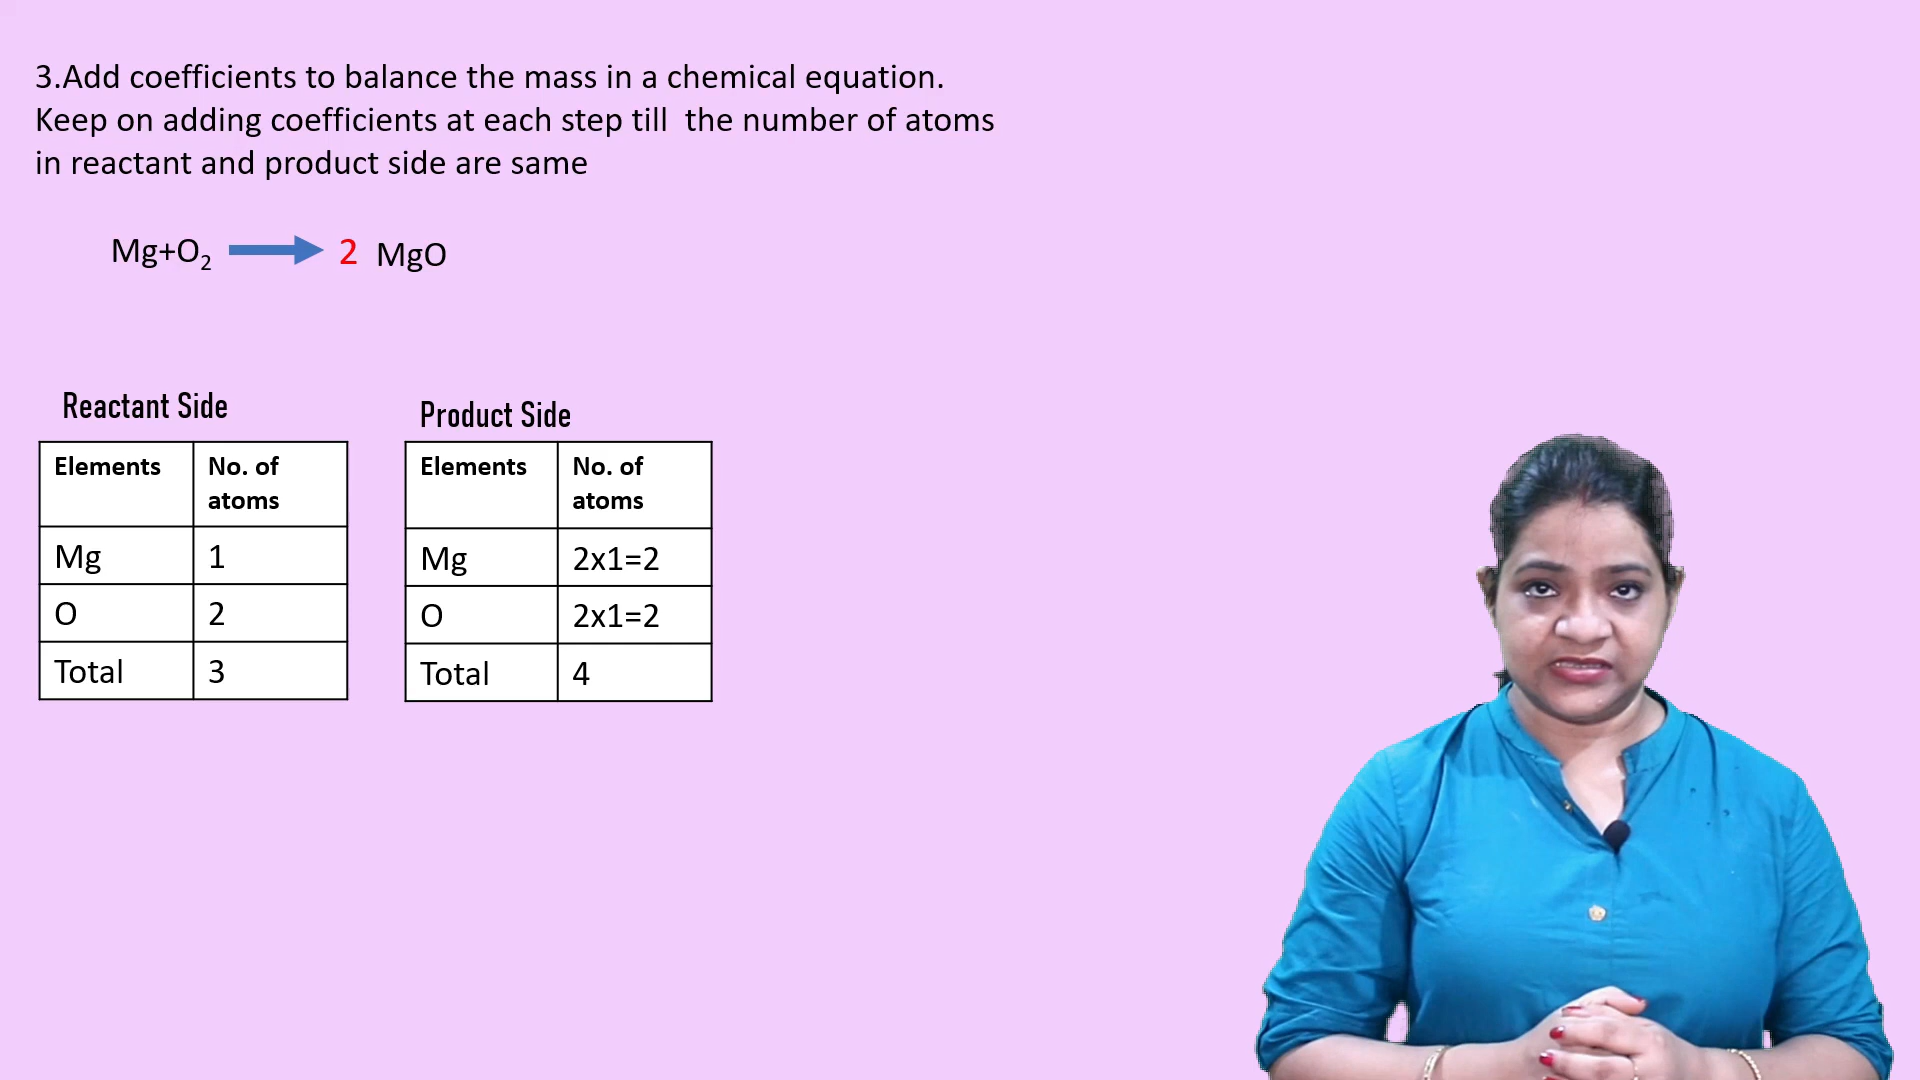 3.Add coefficients to balance the mass in a chemical equation.
Keep on adding coefficients at each step till  the number of atoms
in reactant and product side are same
Mg+O₂ → 2 MgO
Reactant Side
Elements No. of atoms
Mg 1
O 2
Total 3
Product Side
Elements No. of atoms
Mg 2x1=2
O 2x1=2
Total 4